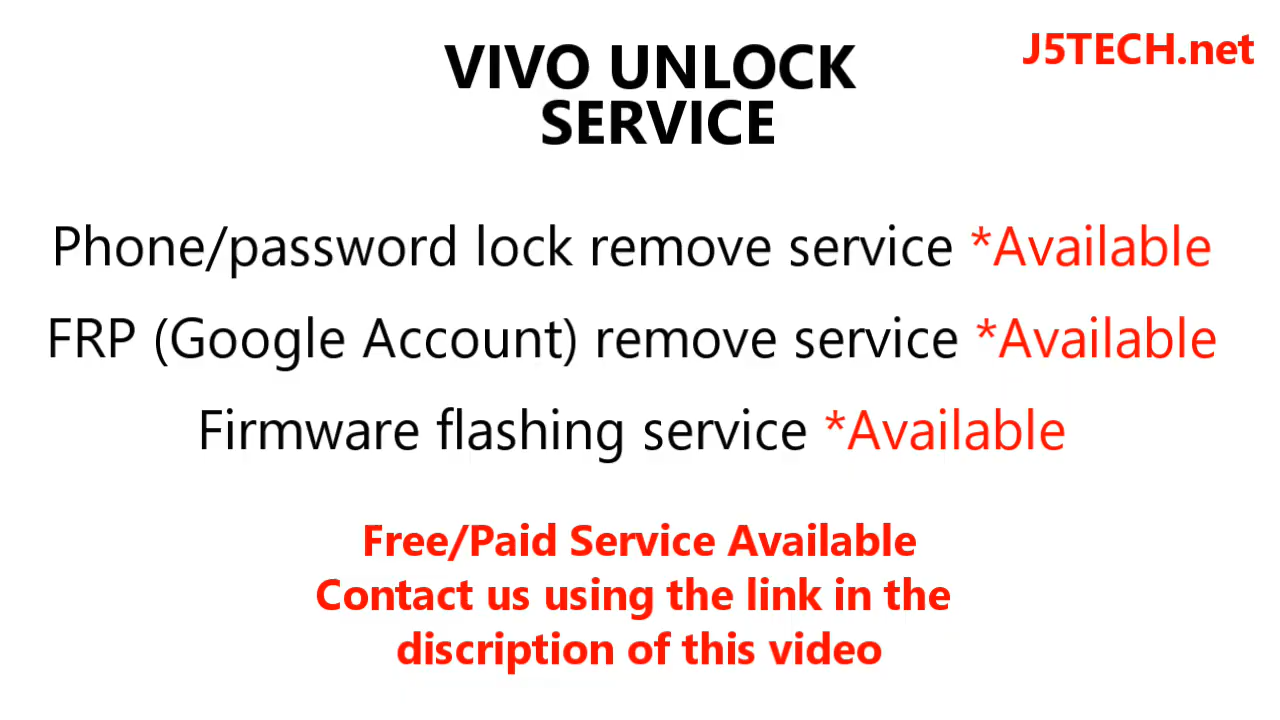 VIVO UNLOCK
SERVICE
J5TECH.net
Phone/password lock remove service *Available
FRP (Google Account) remove service *Available
Firmware flashing service *Available
Free/Paid Service Available
Contact us using the link in the
discription of this video